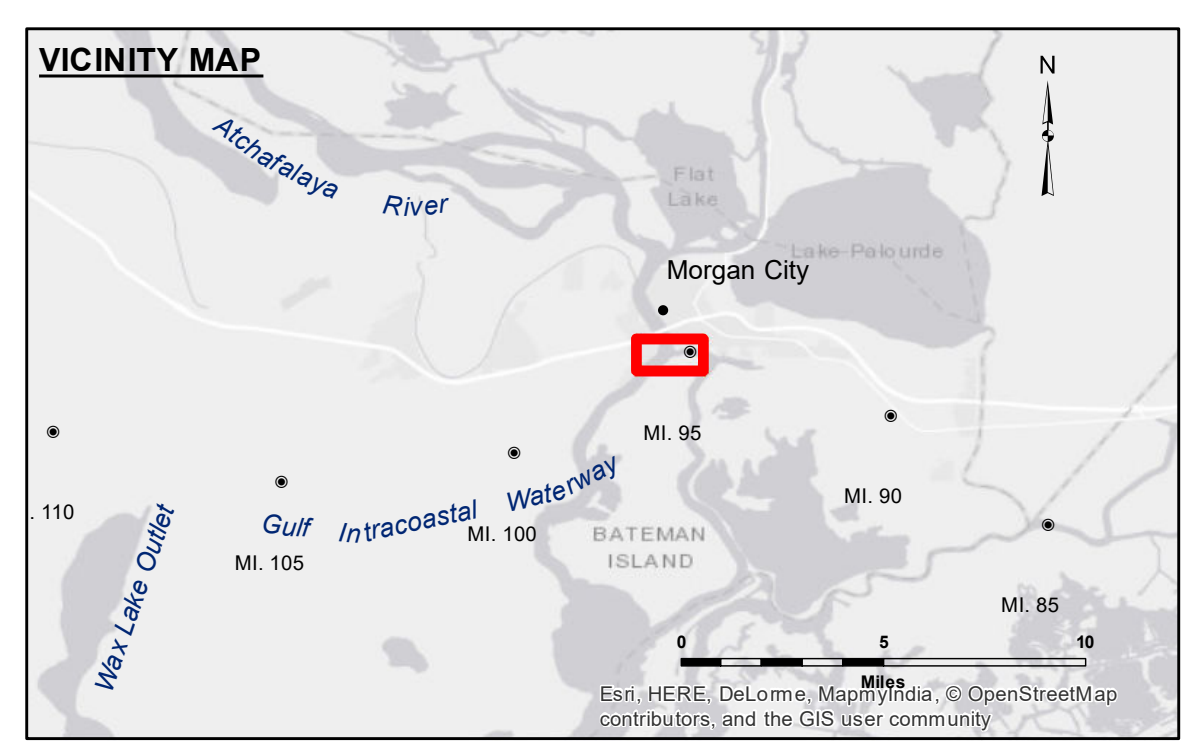 VICINITY MAP
N
Atchafalaya River
Flat
Lake
Lake Palourde
Morgan City
MI. 95
MI. 90
. 110
Gulf Intracoastal Waterway
MI. 100
MI. 105
BATEMAN
ISLAND
Wax Lake Outlet
MI. 85
0 5 10
Miles
Esri, HERE, DeLorme, MapmyIndia, © OpenStreetMap
contributors, and the GIS user community